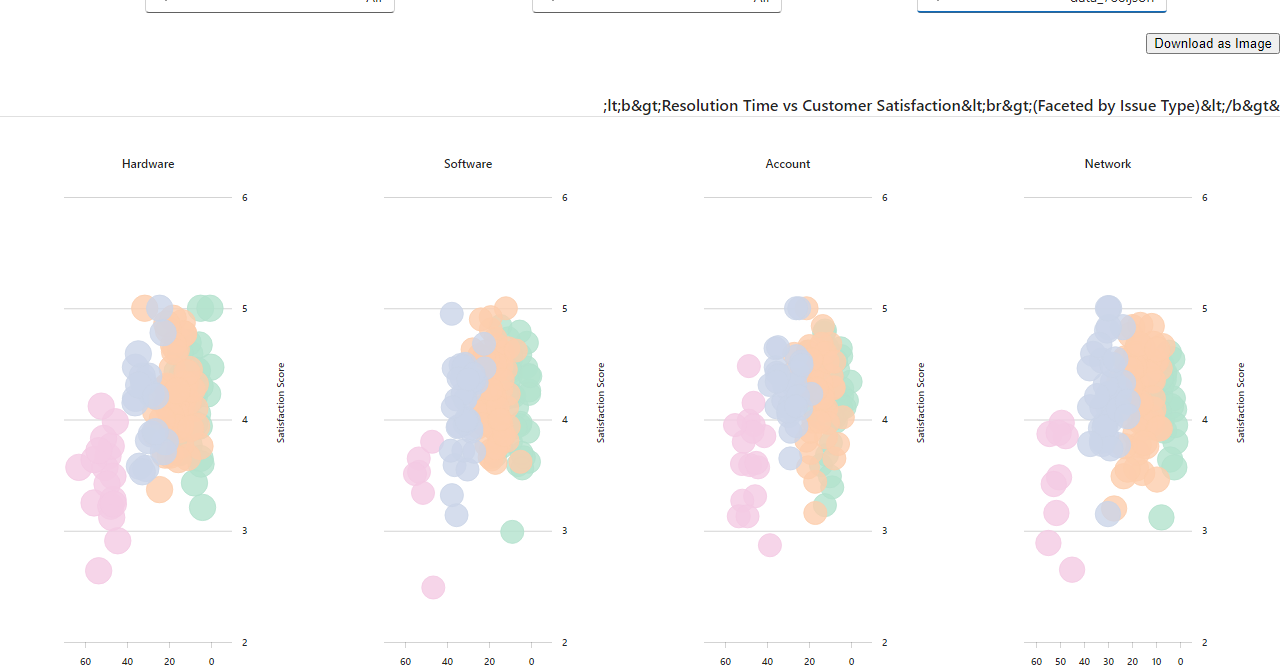 data_700.json
Download as Image
;lt;b&gt;Resolution Time vs Customer Satisfaction&lt;br&gt;(Faceted by Issue Type)&lt;/b&gt&
Hardware
Software
Account
Network
6
6
6
6
5
5
5
5
Satisfaction Score
Satisfaction Score
Satisfaction Score
Satisfaction Score
4
4
4
4
3
3
3
3
2
2
2
2
60 40 20 0
60 40 20 0
60 40 20 0
60 50 40 30 20 10 0